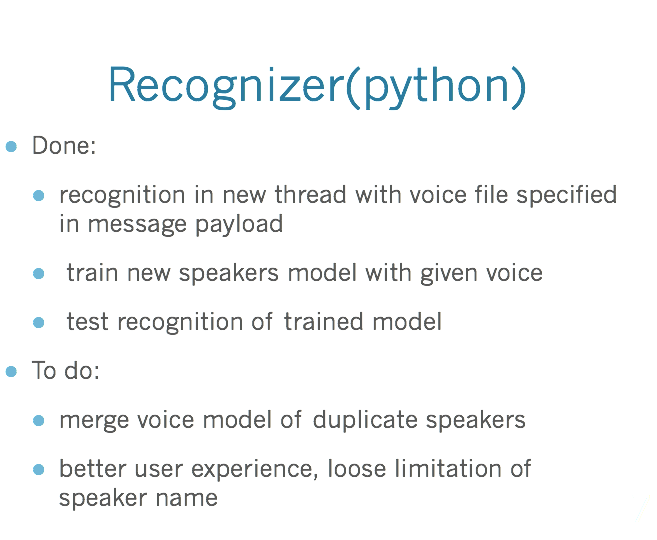 Recognizer(python)
Done:
recognition in new thread with voice file specified
in message payload
train new speakers model with given voice
test recognition of trained model
To do:
merge voice model of duplicate speakers
better user experience, loose limitation of
speaker name